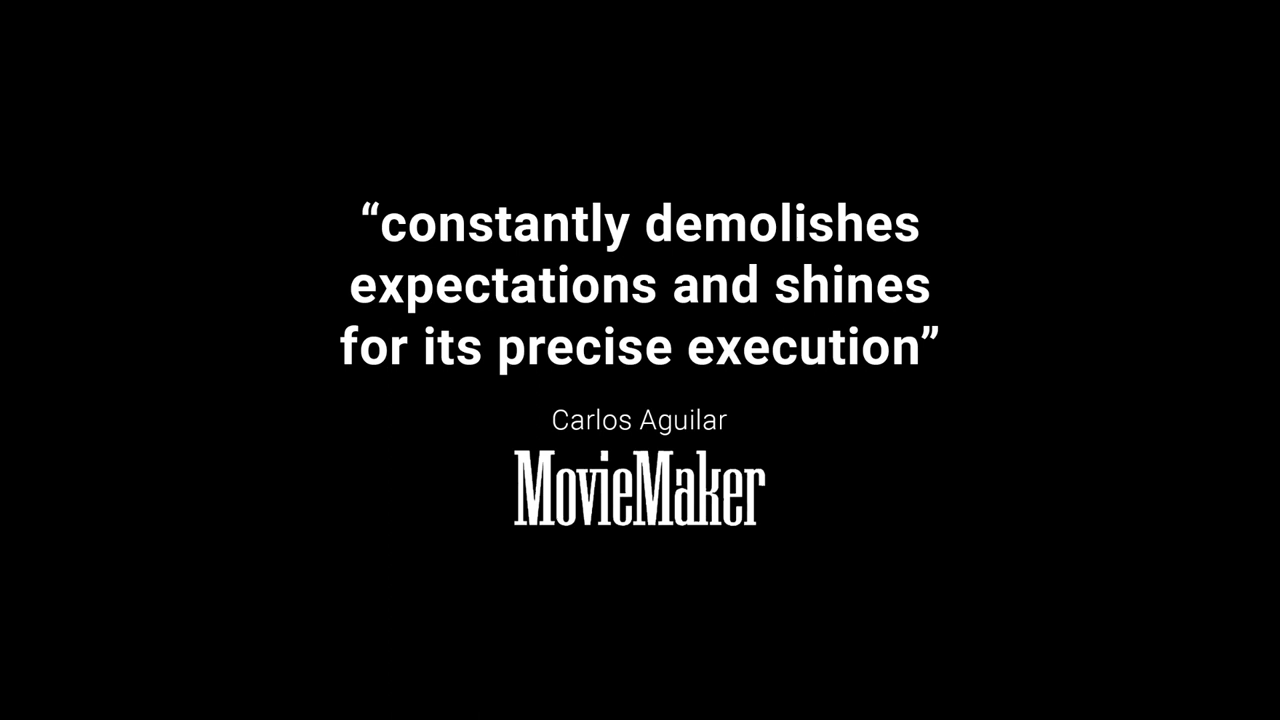 “constantly demolishes
expectations and shines
for its precise execution”
Carlos Aguilar
MovieMaker